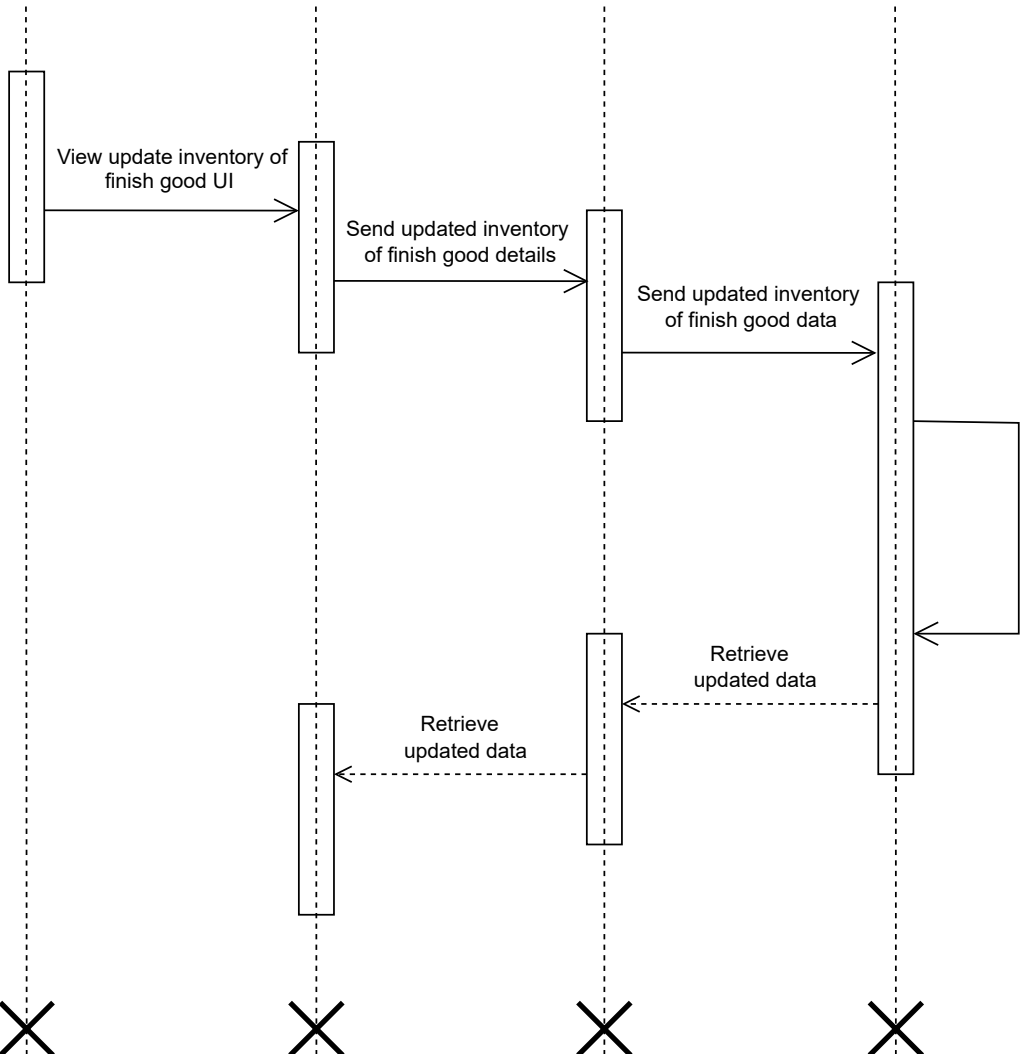 View update inventory of
finish good UI
Send updated inventory
of finish good details
Send updated inventory
of finish good data
Retrieve
updated data
Retrieve
updated data